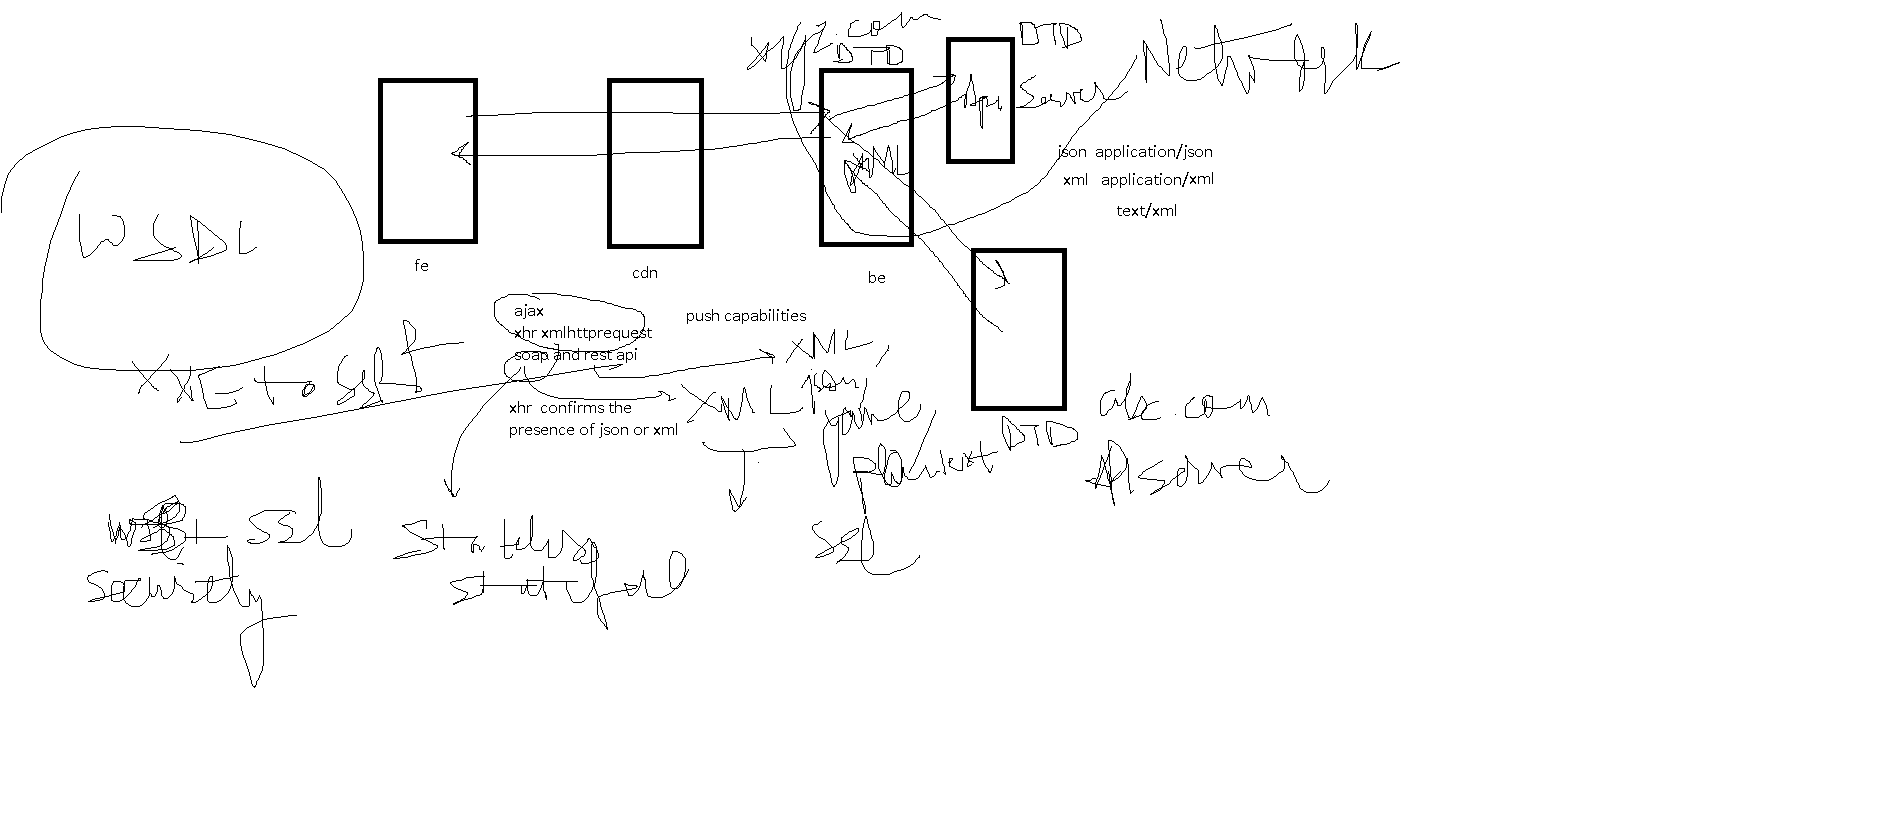 xyz.com
DTD
DTD
Network
Api Server
json application/json
XML
xml application/xml
text/xml
WSDL
fe
cdn
be
ajax
xhr xmlhttprequest
soap and rest api
push capabilities
XML,
json,
XXE to SSRF
xhr confirms the
presence of json or xml
XML
abc.com
plaintext
DTD
API server
ssl
security
ssl
stateful